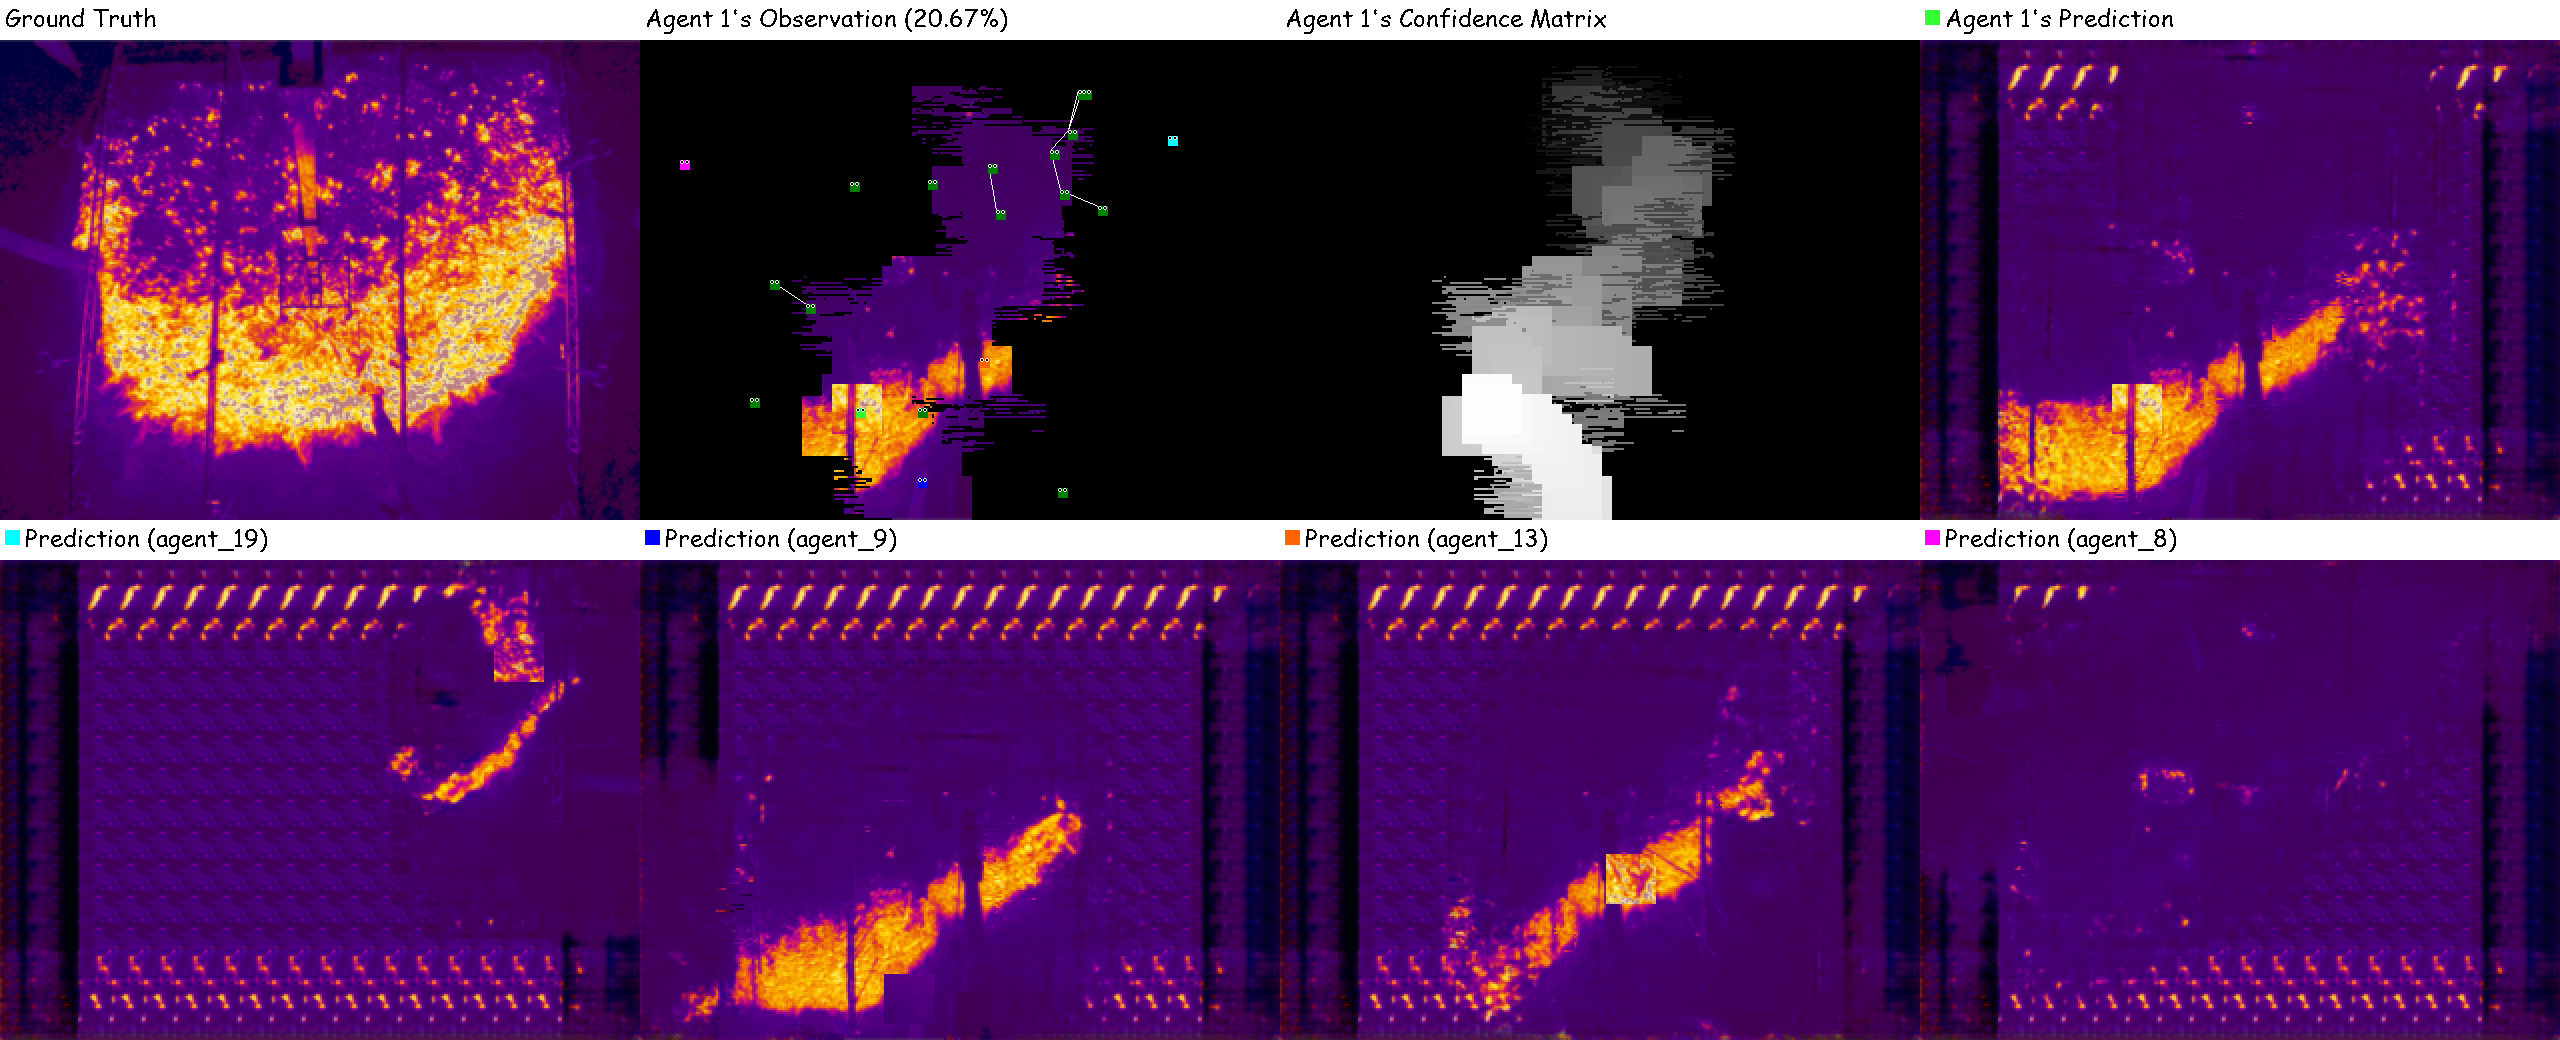 Ground Truth
Agent 1's Observation (20.67%)
Agent 1's Confidence Matrix
Agent 1's Prediction
Prediction (agent_19)
Prediction (agent_9)
Prediction (agent_13)
Prediction (agent_8)